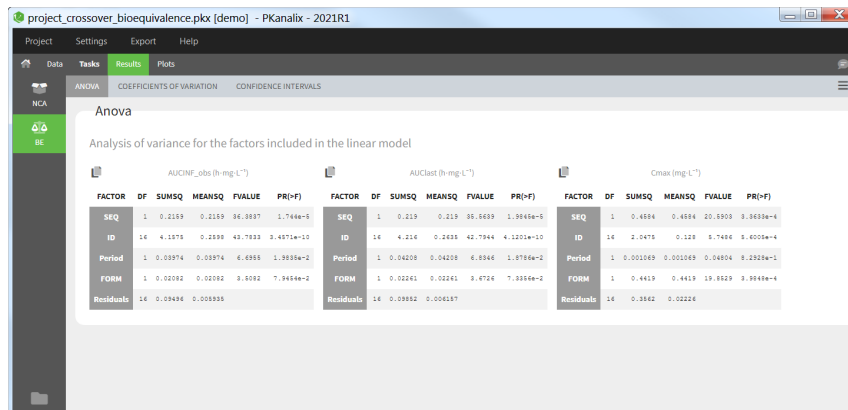 project_crossover_bioequivalence.pkx [demo] - PKanalix - 2021R1
Project Settings Export Help
Data Tasks Results Plots
NCA
BE
ANOVA COEFFICIENTS OF VARIATION CONFIDENCE INTERVALS
Anova
Analysis of variance for the factors included in the linear model
AUCINF_obs (h·mg·L⁻¹)
FACTOR DF SUMSQ MEANSQ FVALUE PR(>F)
SEQ 1 0.2159 0.2159 36.3837 1.744e-5
ID 16 4.1575 0.2598 43.7833 3.4571e-10
Period 1 0.03974 0.03974 6.6955 1.9835e-2
FORM 1 0.02082 0.02082 3.5082 7.9454e-2
Residuals 16 0.09496 0.005935
AUClast (h·mg·L⁻¹)
FACTOR DF SUMSQ MEANSQ FVALUE PR(>F)
SEQ 1 0.219 0.219 35.5639 1.9845e-5
ID 16 4.216 0.2635 42.7944 4.1201e-10
Period 1 0.04208 0.04208 6.8346 1.8796e-2
FORM 1 0.02261 0.02261 3.6726 7.3356e-2
Residuals 16 0.09852 0.006157
Cmax (mg·L⁻¹)
FACTOR DF SUMSQ MEANSQ FVALUE PR(>F)
SEQ 1 0.4584 0.4584 20.5903 3.3633e-4
ID 16 2.0475 0.128 5.7486 5.6005e-4
Period 1 0.001069 0.001069 0.04804 8.2928e-1
FORM 1 0.4419 0.4419 19.8529 3.9848e-4
Residuals 16 0.3562 0.02226